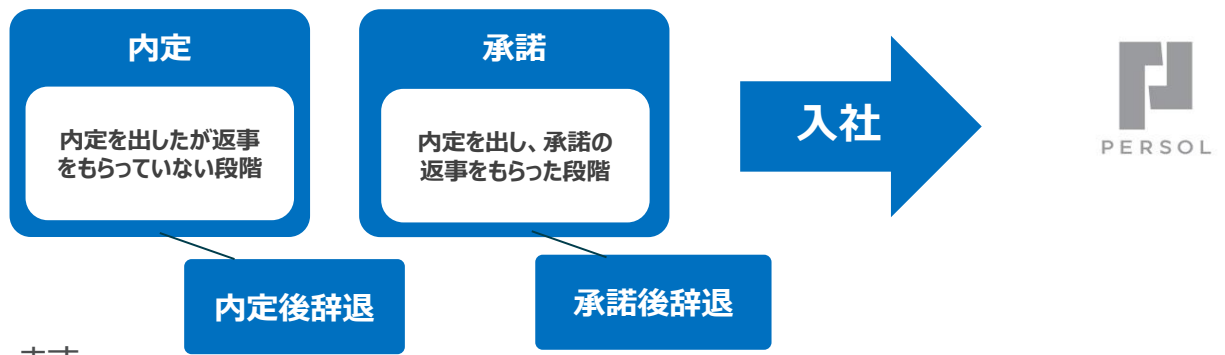 内定
内定を出したが返事
をもらっていない段階
承諾
内定を出し、承諾の
返事をもらった段階
入社
PERSOL
内定後辞退
承諾後辞退